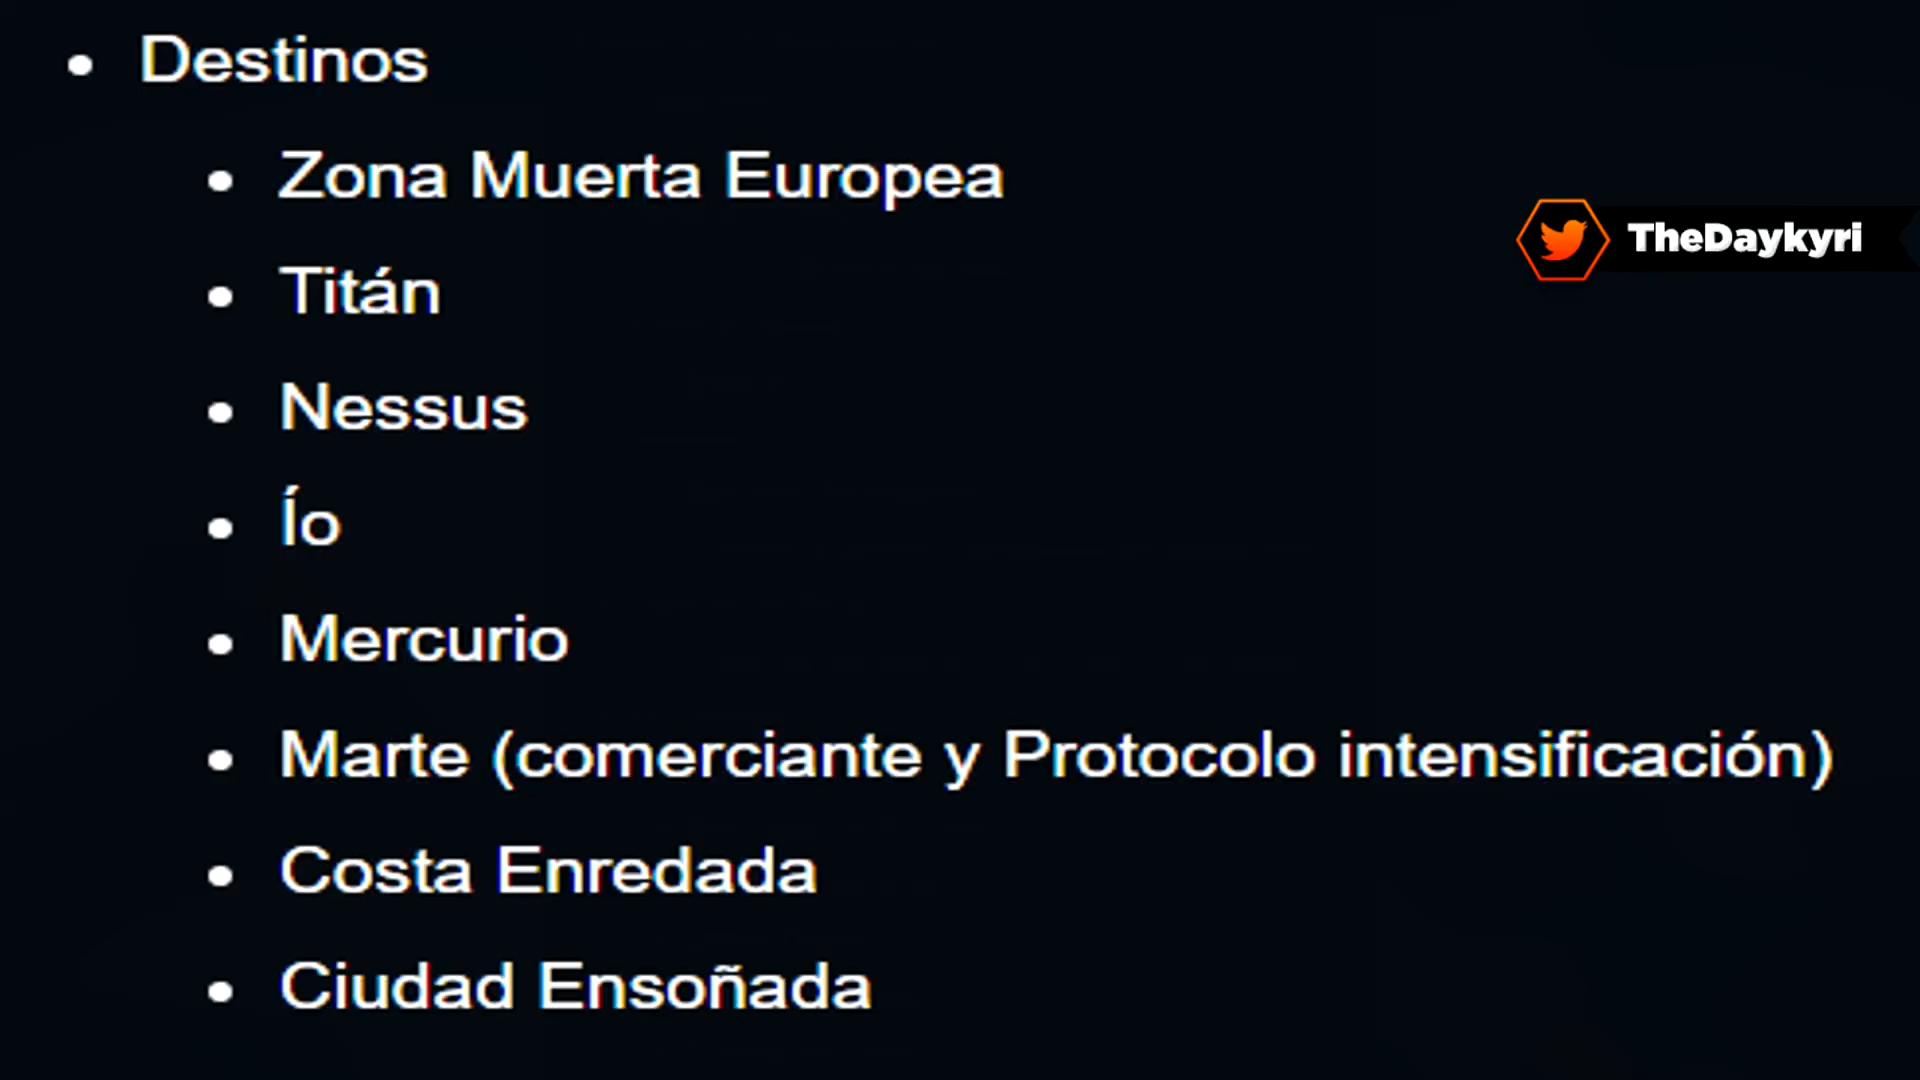 Destinos
Zona Muerta Europea
TheDaykyri
Titán
Nessus
Ío
Mercurio
Marte (comerciante y Protocolo intensificación)
Costa Enredada
Ciudad Ensoñada